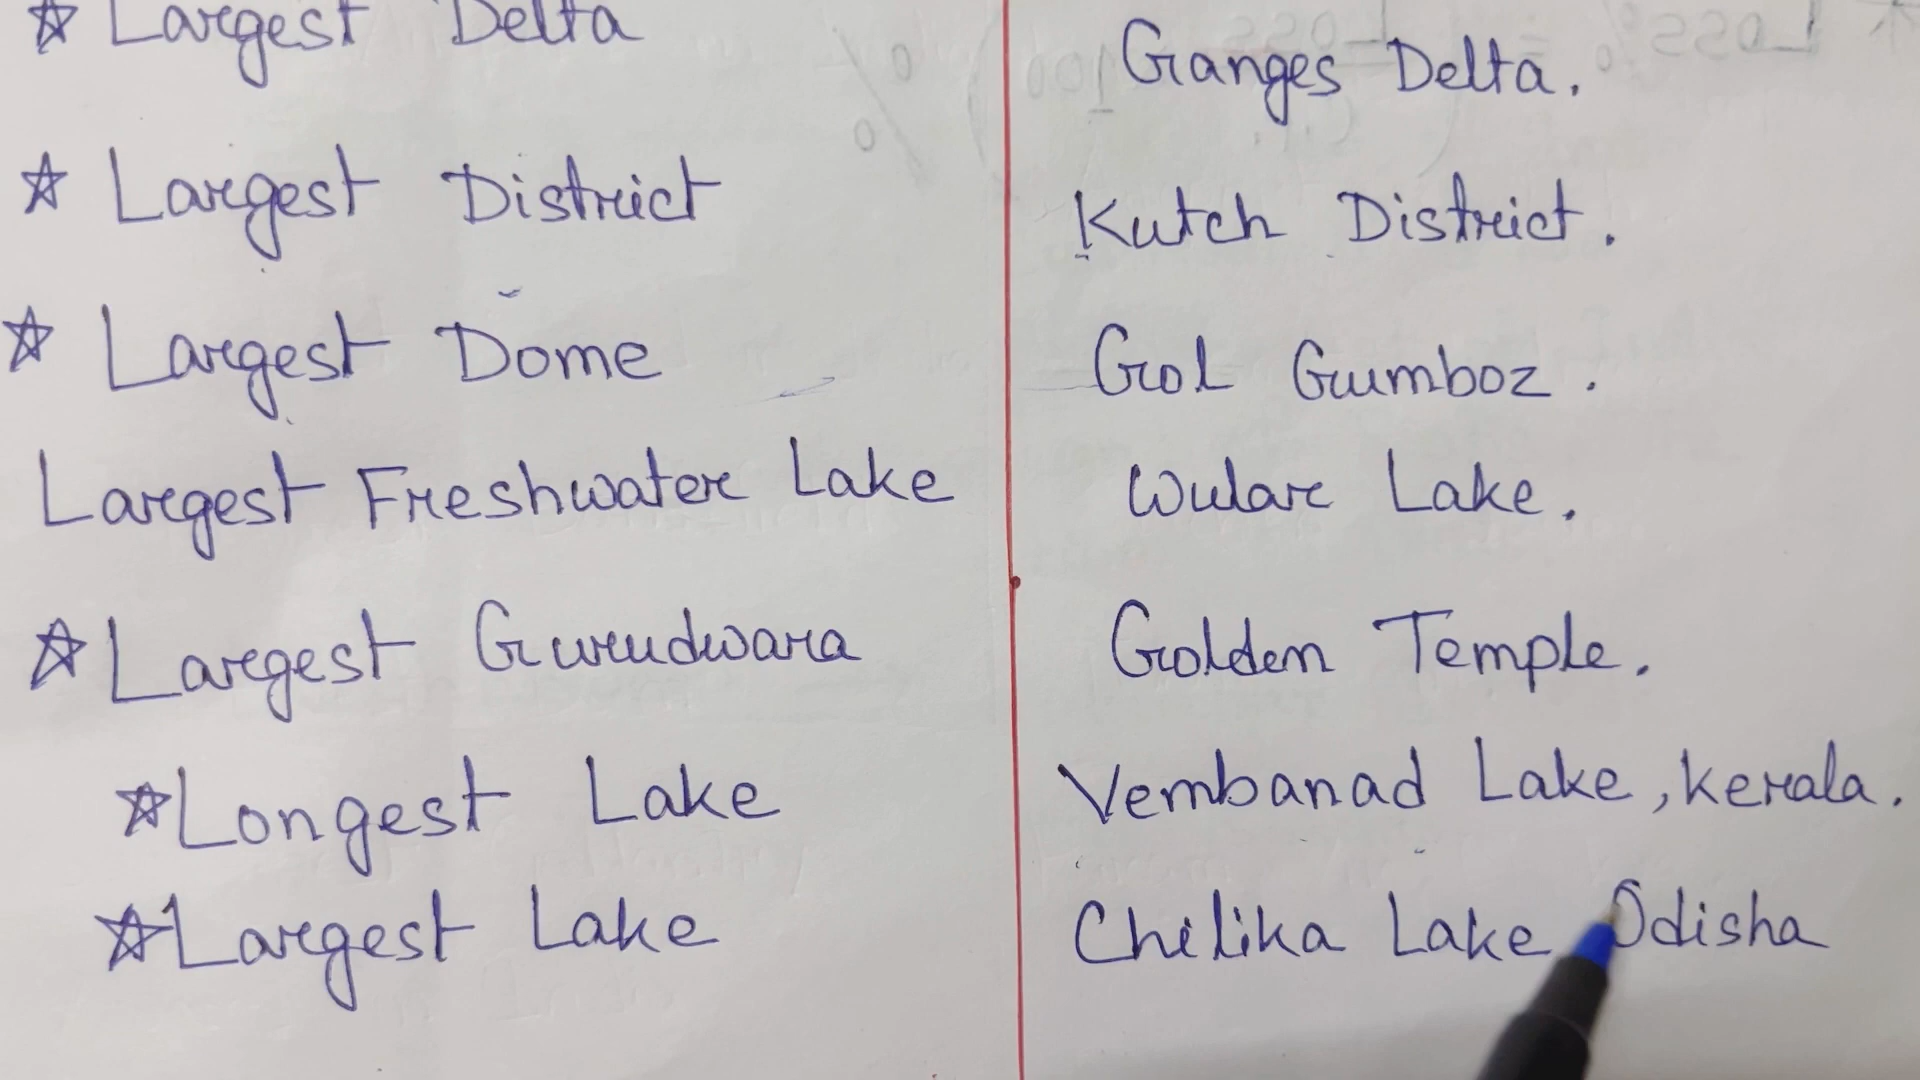 ☆ Largest Delta Ganges Delta.
☆ Largest District Kutch District.
☆ Largest Dome Gol Gumboz.
Largest Freshwater Lake Wular Lake.
☆ Largest Gurudwara Golden Temple.
☆ Longest Lake Vembanad Lake, Kerala.
☆ Largest Lake Chilika Lake Odisha